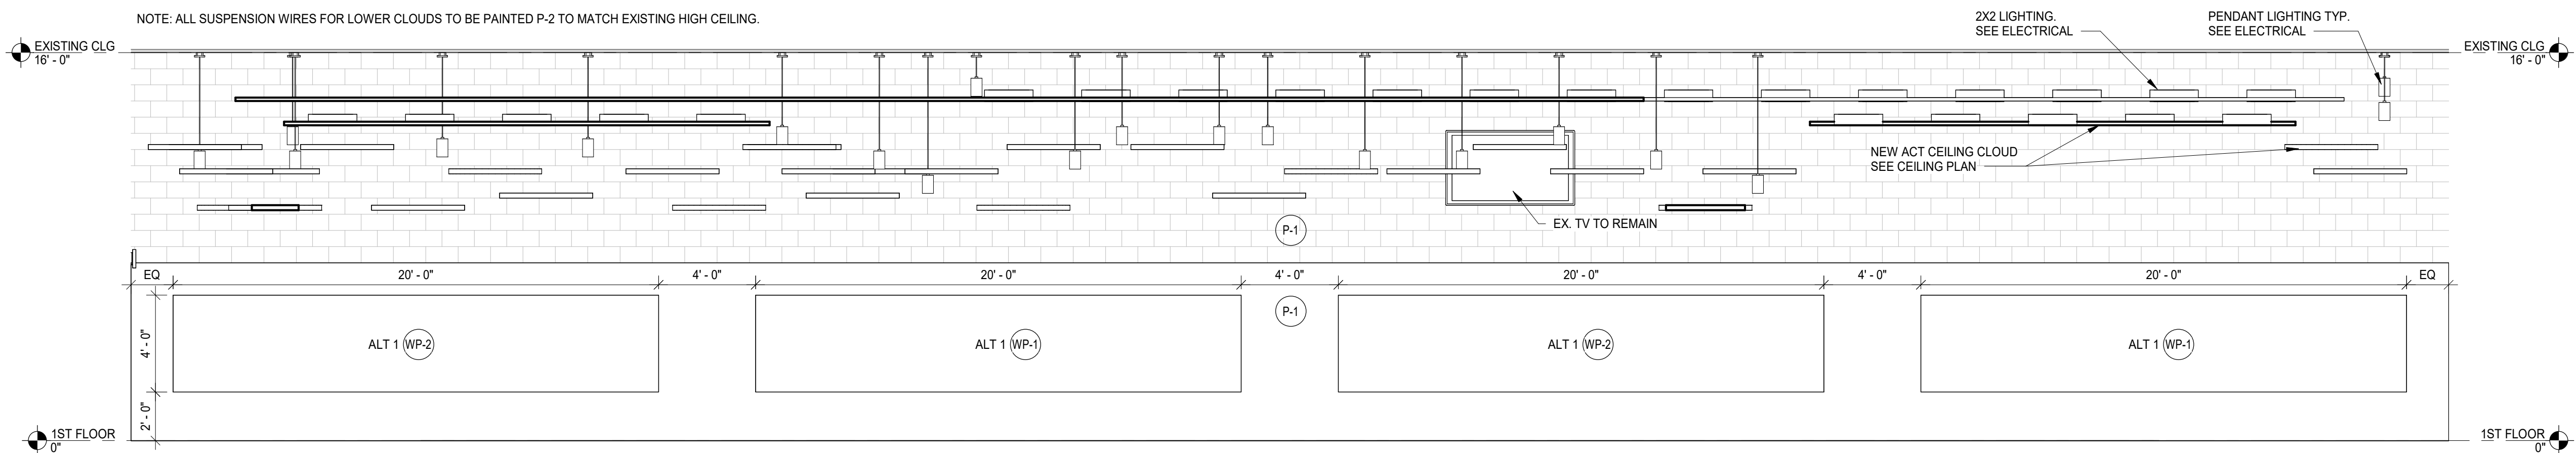 NOTE: ALL SUSPENSION WIRES FOR LOWER CLOUDS TO BE PAINTED P-2 TO MATCH EXISTING HIGH CEILING.
2X2 LIGHTING.
SEE ELECTRICAL
PENDANT LIGHTING TYP.
SEE ELECTRICAL
EXISTING CLG
16' - 0"
EXISTING CLG
16' - 0"
NEW ACT CEILING CLOUD
SEE CEILING PLAN
EX. TV TO REMAIN
P-1
EQ
20' - 0"
4' - 0"
20' - 0"
4' - 0"
20' - 0"
4' - 0"
20' - 0"
EQ
P-1
4' - 0"
ALT 1 WP-2
ALT 1 WP-1
ALT 1 WP-2
ALT 1 WP-1
2' - 0"
1ST FLOOR
0"
1ST FLOOR
0"